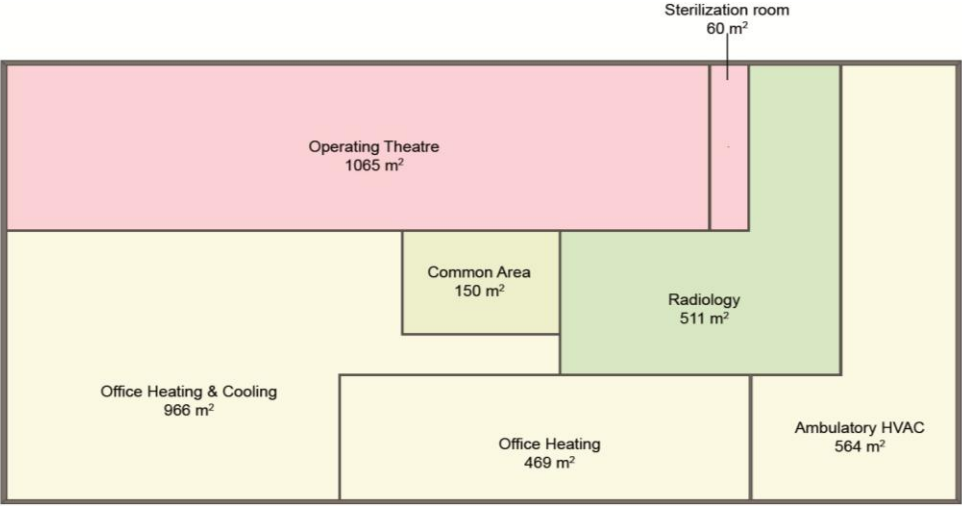 Sterilization room
60 m²
Operating Theatre
1065 m²
Common Area
150 m²
Radiology
511 m²
Office Heating & Cooling
966 m²
Office Heating
469 m²
Ambulatory HVAC
564 m²